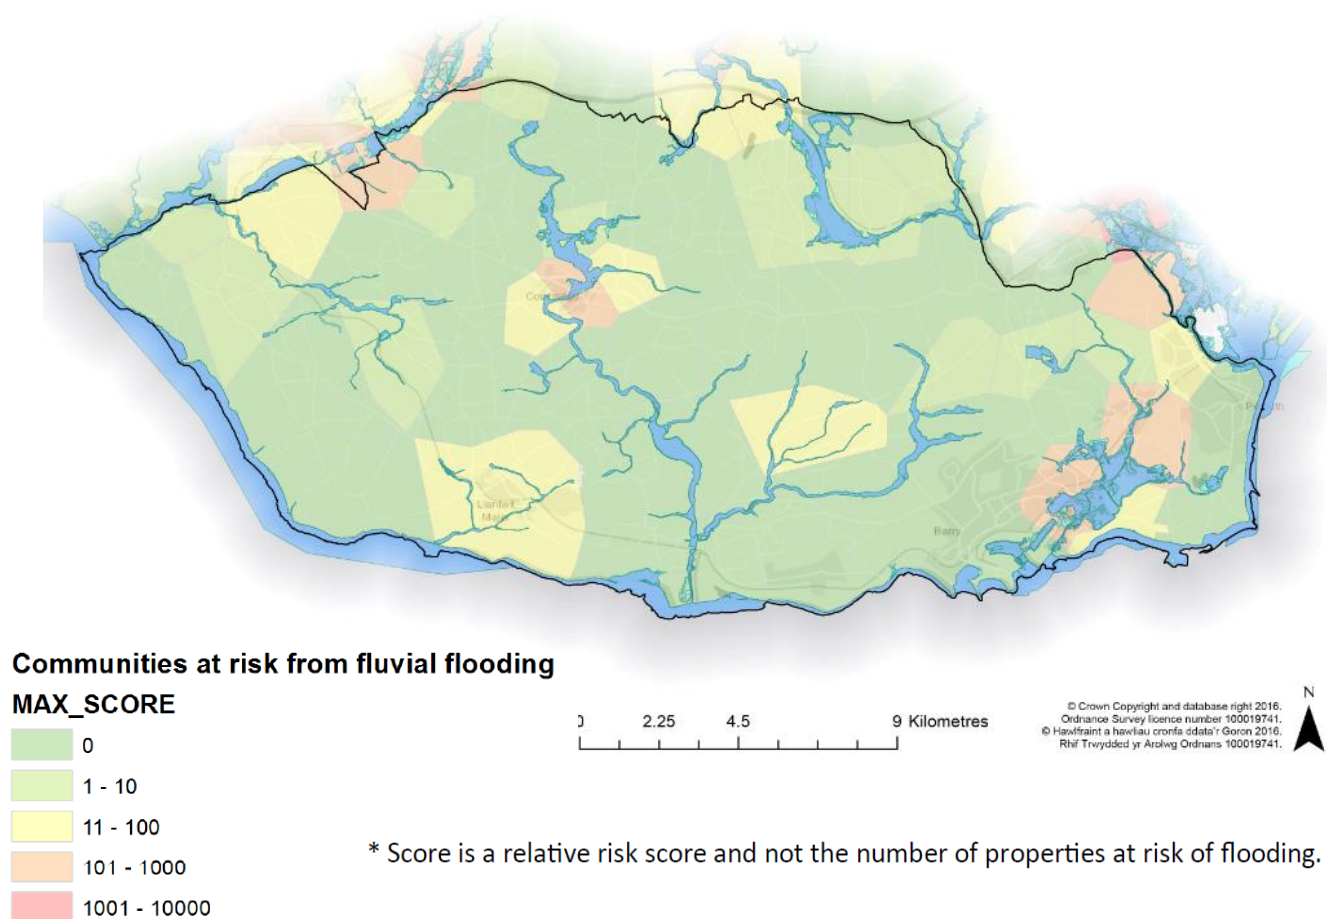 Barry
Communities at risk from fluvial flooding
MAX_SCORE
0
1 - 10
11 - 100
101 - 1000
1001 - 10000
0 2.25 4.5 9 Kilometres
N
© Crown Copyright and database right 2016.
Ordnance Survey licence number 100019741.
© Hawlfraint a hawliau cronfa ddata'r Goron 2016.
Rhif Trwydded yr Arolwg Ordnans 100019741.
* Score is a relative risk score and not the number of properties at risk of flooding.